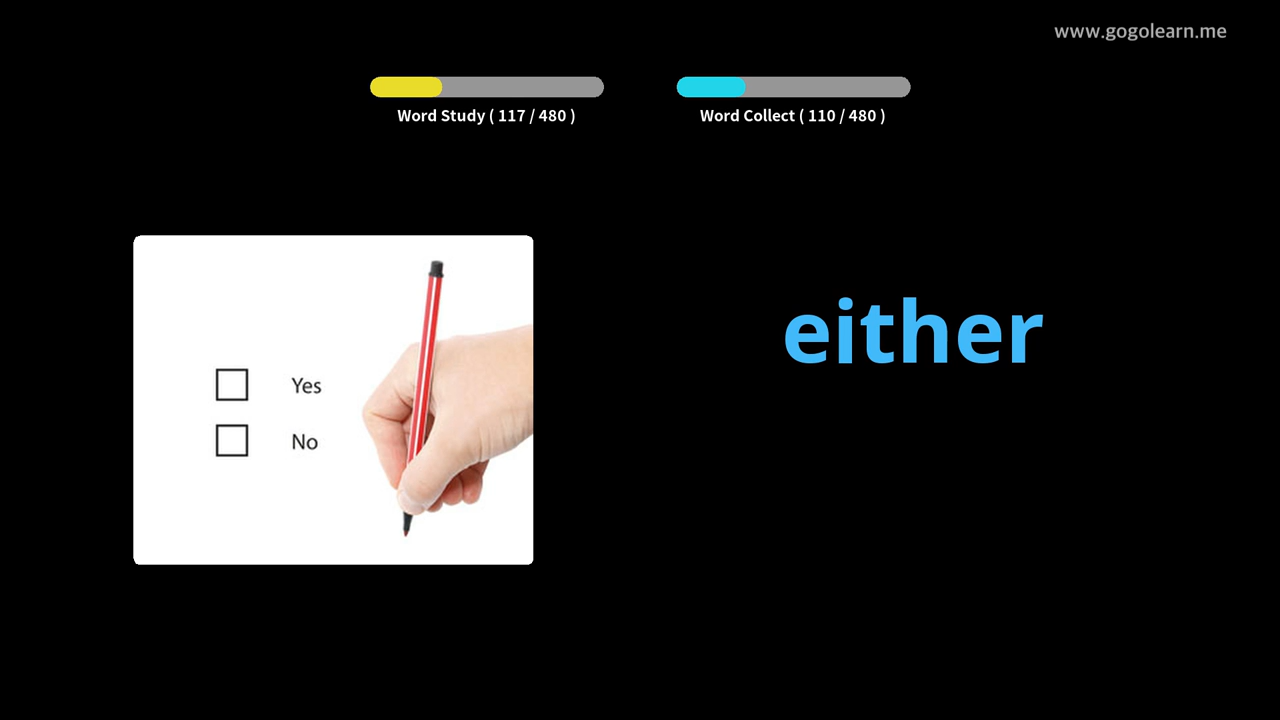 www.gogolearn.me
Word Study ( 117 / 480 )
Word Collect ( 110 / 480 )
Yes
No
either